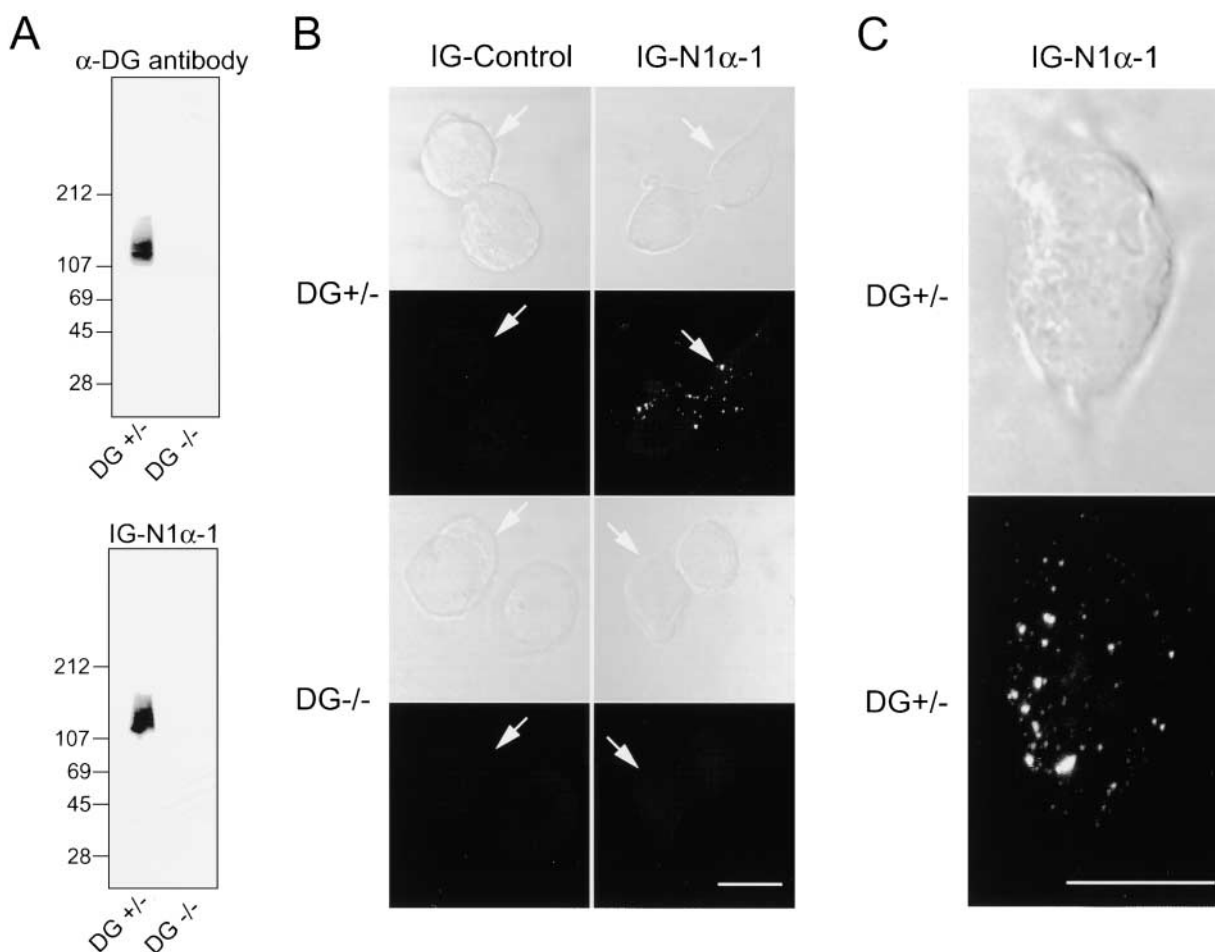 A
α-DG antibody
212
107
69
45
28
DG +/-
DG -/-
IG-N1α-1
212
107
69
45
28
DG +/-
DG -/-
B
IG-Control
IG-N1α-1
DG+/-
DG-/-
C
IG-N1α-1
DG+/-
DG+/-